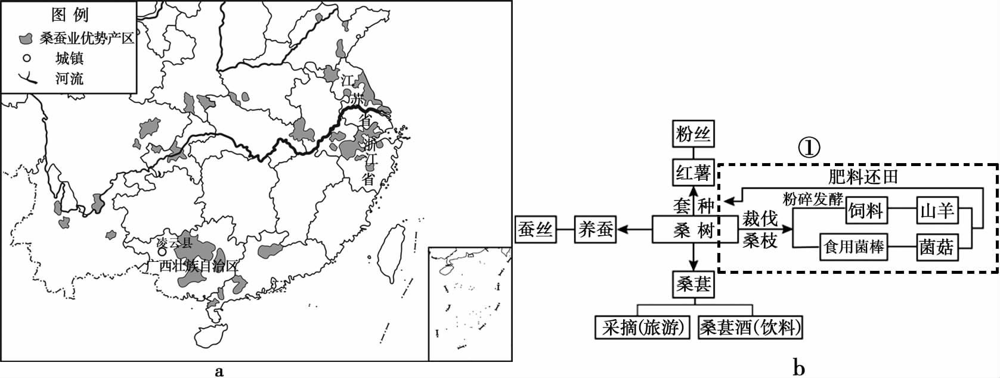 图 例
桑蚕业优势产区
城镇
河流
江
苏
省
浙
江
省
凌云县
广西壮族自治区
a
粉丝
①
红薯
肥料还田
套 种
粉碎发酵
饲料
山羊
蚕丝
养蚕
桑 树
裁伐
桑枝
食用菌棒
菌菇
桑葚
采摘(旅游)
桑葚酒(饮料)
b